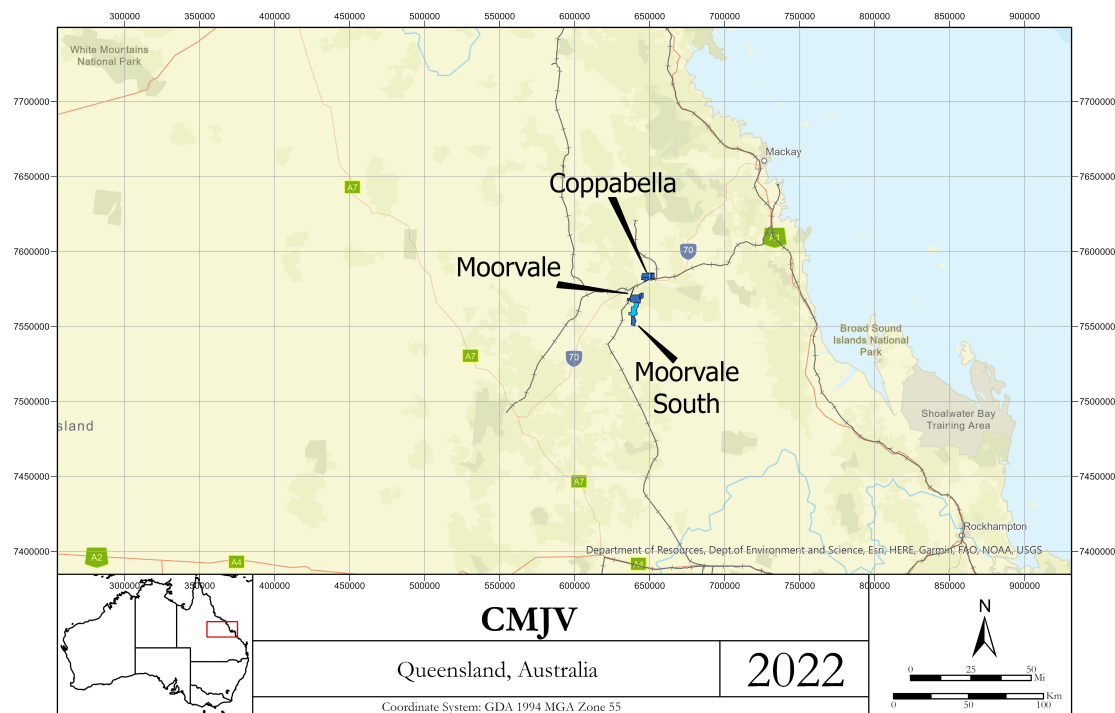 300000 350000 400000 450000 500000 550000 600000 650000 700000 750000 800000 850000 900000
White Mountains
National Park
7700000 7700000
Mackay
7650000 7650000
A7
Coppabella
A1
7600000 70 7600000
Moorvale
7550000 7550000
Broad Sound
Islands National
Park
A7
70
Moorvale
South
7500000 7500000
sland
Shoalwater Bay
Training Area
7450000 A7 7450000
Rockhampton
7400000 7400000
Department of Resources, Dept.of Environment and Science, Esri, HERE, Garmin, FAO, NOAA, USGS
A2
A4
A4
300000 350000 400000 450000 500000 550000 600000 650000 700000 750000 800000 850000 900000
CMJV
Queensland, Australia
2022
Coordinate System: GDA 1994 MGA Zone 55
N
0 25 50
Mi
Km
0 50 100